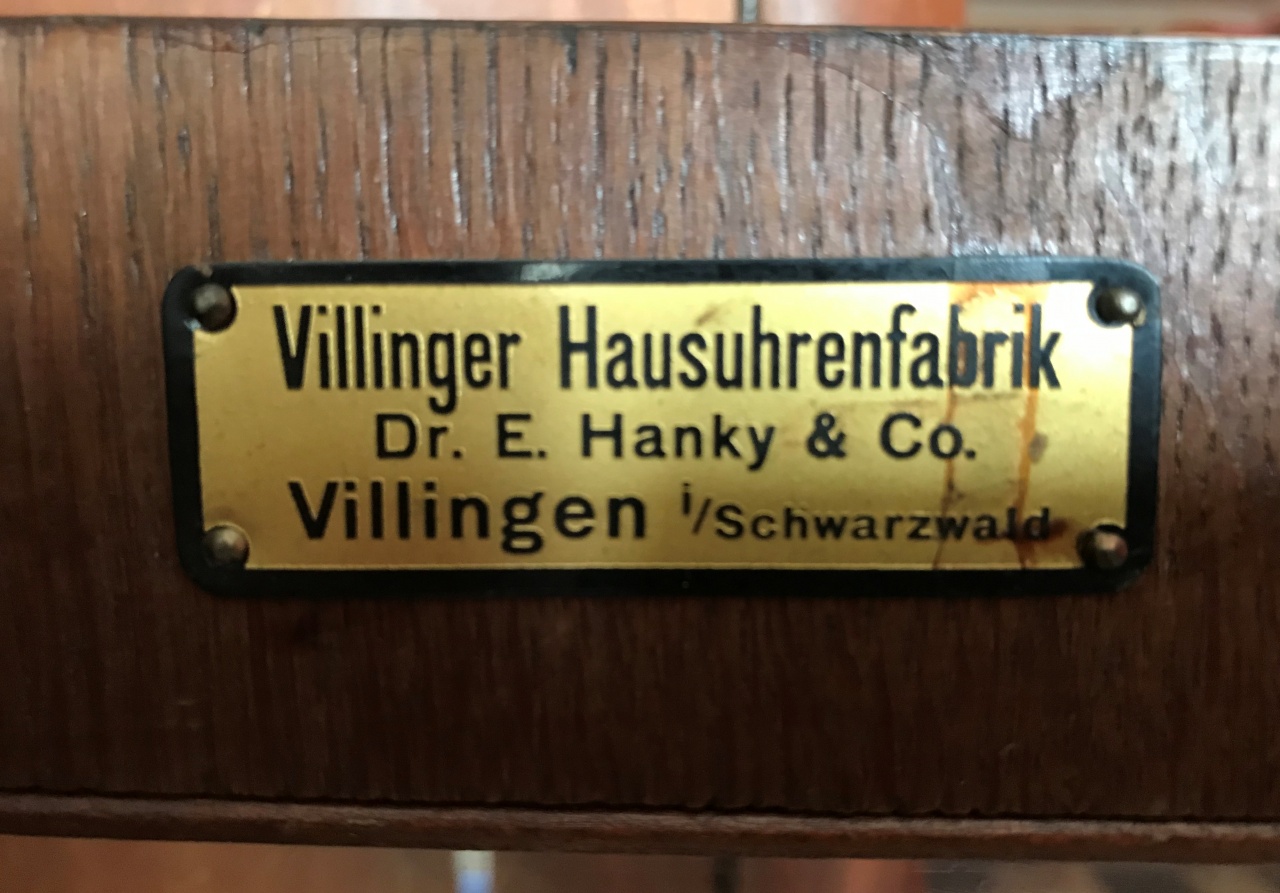 Villinger Hausuhrenfabrik
Dr. E. Hanky & Co.
Villingen i/Schwarzwald